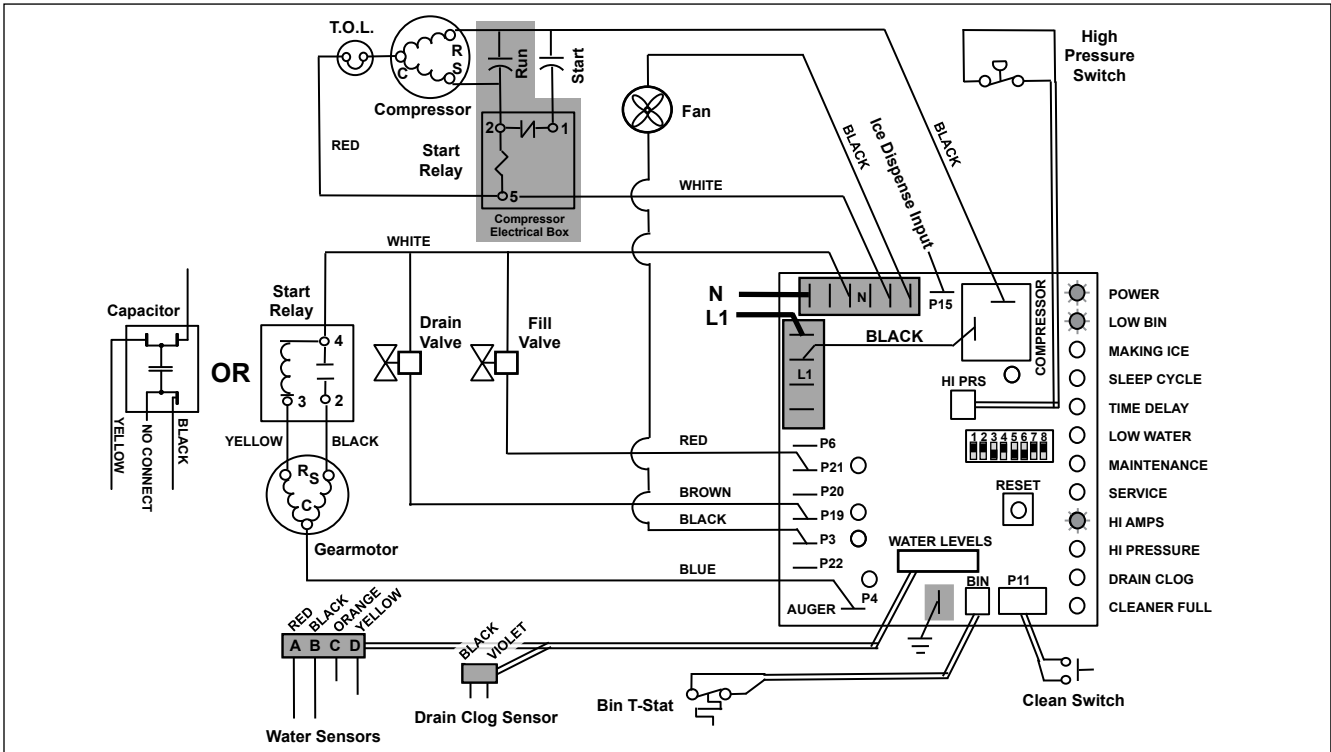 T.O.L.
R
S
C
Compressor
Run
Start
High
Pressure
Switch
Fan
2
1
RED
Start
Relay
5
Compressor
Electrical Box
WHITE
BLACK
Ice Dispense Input
BLACK
WHITE
Capacitor
YELLOW
NO CONNECT
BLACK
OR
Start
Relay
4
3
2
YELLOW
BLACK
R
S
C
Gearmotor
Drain
Valve
Fill
Valve
N
L1
N
P15
COMPRESSOR
BLACK
L1
HI PRS
1 2 3 4 5 6 7 8
RESET
RED
P6
P21
P20
BROWN
P19
BLACK
P3
P22
BLUE
P4
AUGER
WATER LEVELS
BIN
P11
POWER
LOW BIN
MAKING ICE
SLEEP CYCLE
TIME DELAY
LOW WATER
MAINTENANCE
SERVICE
HI AMPS
HI PRESSURE
DRAIN CLOG
CLEANER FULL
RED
BLACK
ORANGE
YELLOW
A B C D
Water Sensors
BLACK
VIOLET
Drain Clog Sensor
Bin T-Stat
Clean Switch